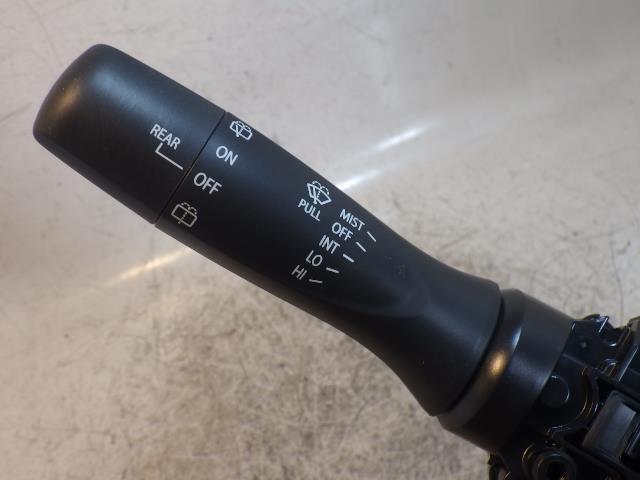 REAR
ON
OFF
PULL
MIST
OFF
INT
LO
HI